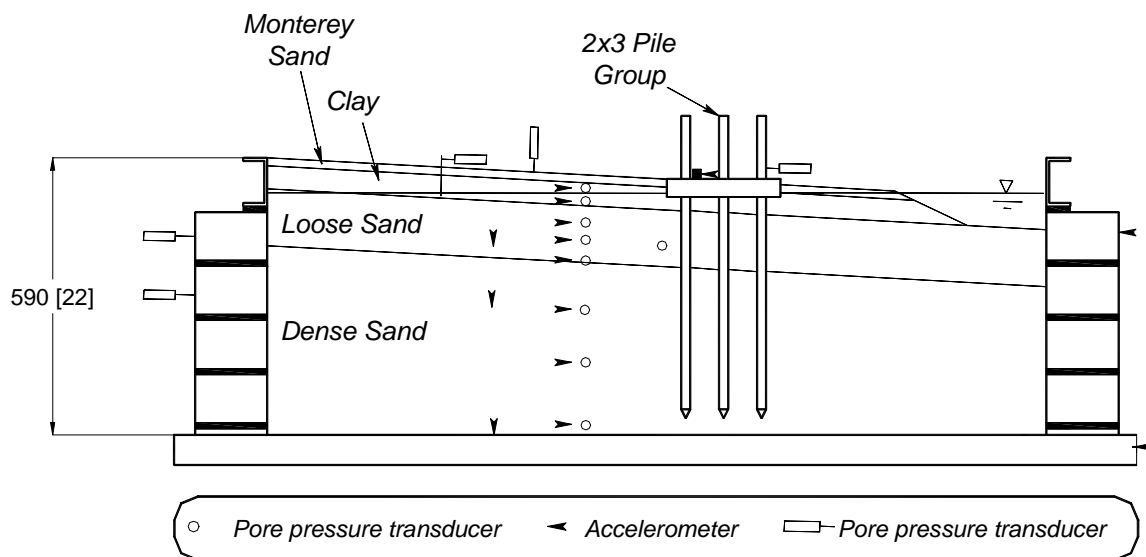 Monterey
Sand
2x3 Pile
Group
Clay
Loose Sand
590 [22]
Dense Sand
Pore pressure transducer
Accelerometer
Pore pressure transducer